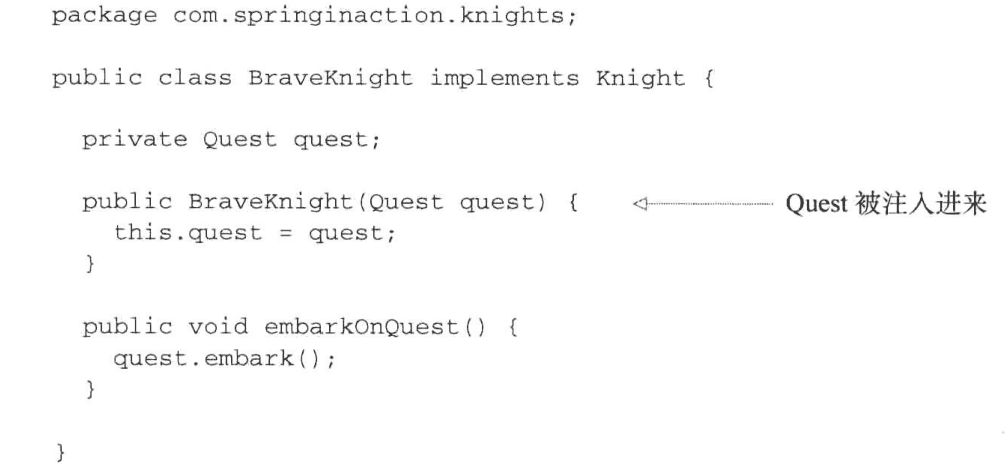 package com.springinaction.knights;
public class BraveKnight implements Knight {
private Quest quest;
public BraveKnight(Quest quest) { Quest 被注入进来
this.quest = quest;
}
public void embarkOnQuest() {
quest.embark();
}
}